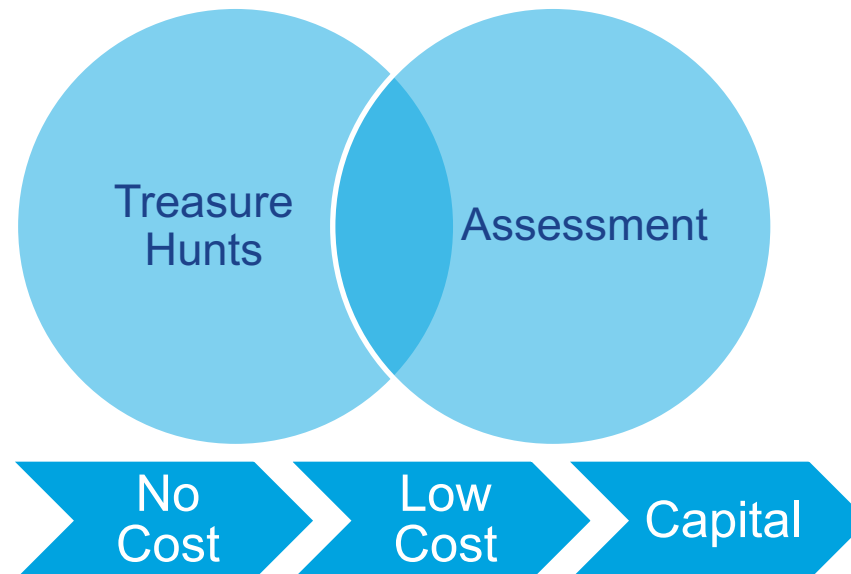 Treasure
Hunts
Assessment
No
Cost
Low
Cost
Capital